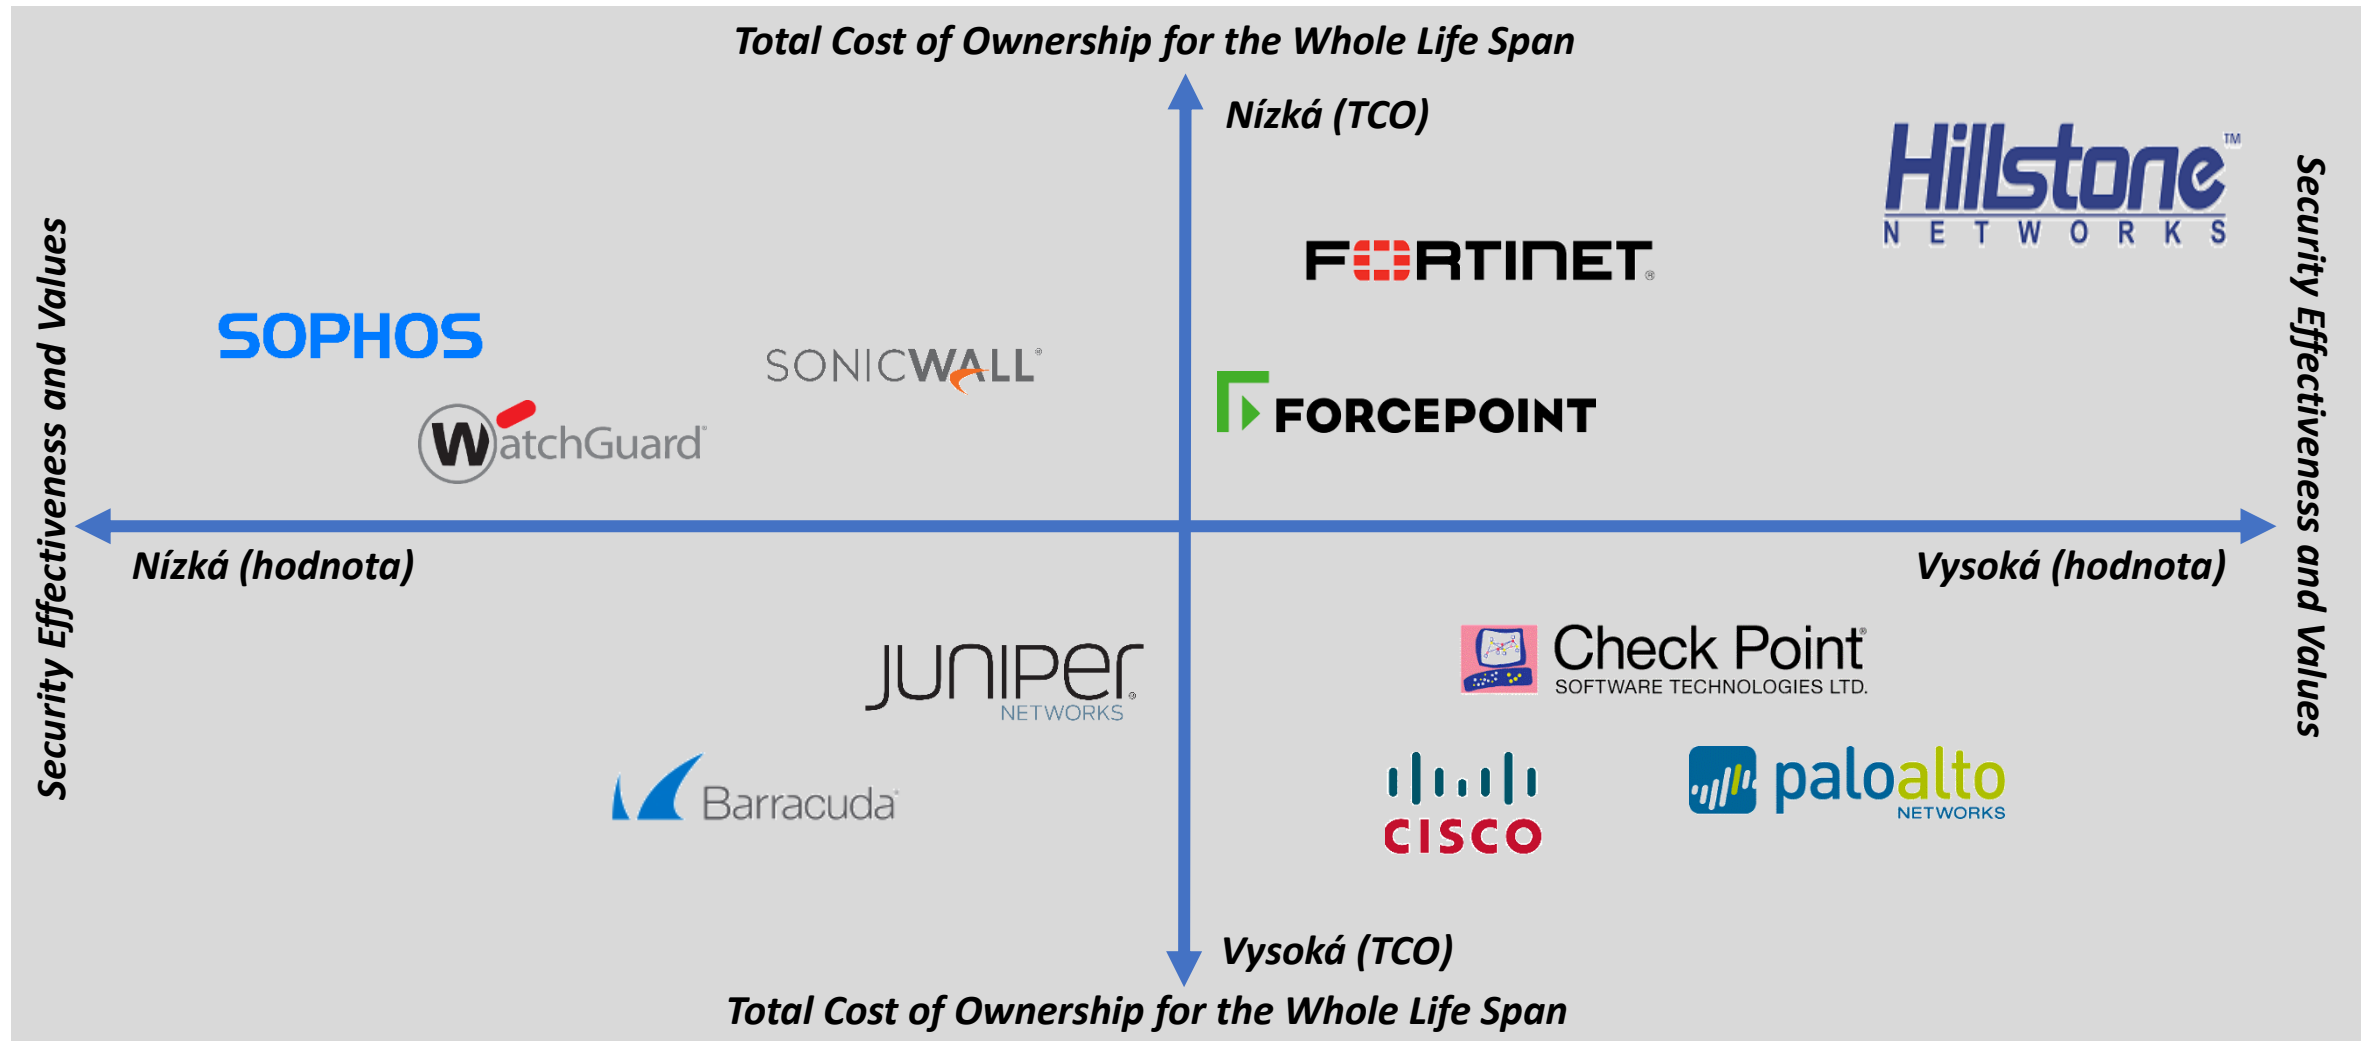 Total Cost of Ownership for the Whole Life Span
Nízká (TCO)
Hillstone™
NETWORKS
Security Effectiveness and Values
Security Effectiveness and Values
FORTINET®
SOPHOS
SONICWALL®
FORCEPOINT
WatchGuard®
Nízká (hodnota)
Vysoká (hodnota)
JUNIPer®
NETWORKS
Check Point®
SOFTWARE TECHNOLOGIES LTD.
Barracuda®
CISCO
paloalto
NETWORKS
Vysoká (TCO)
Total Cost of Ownership for the Whole Life Span